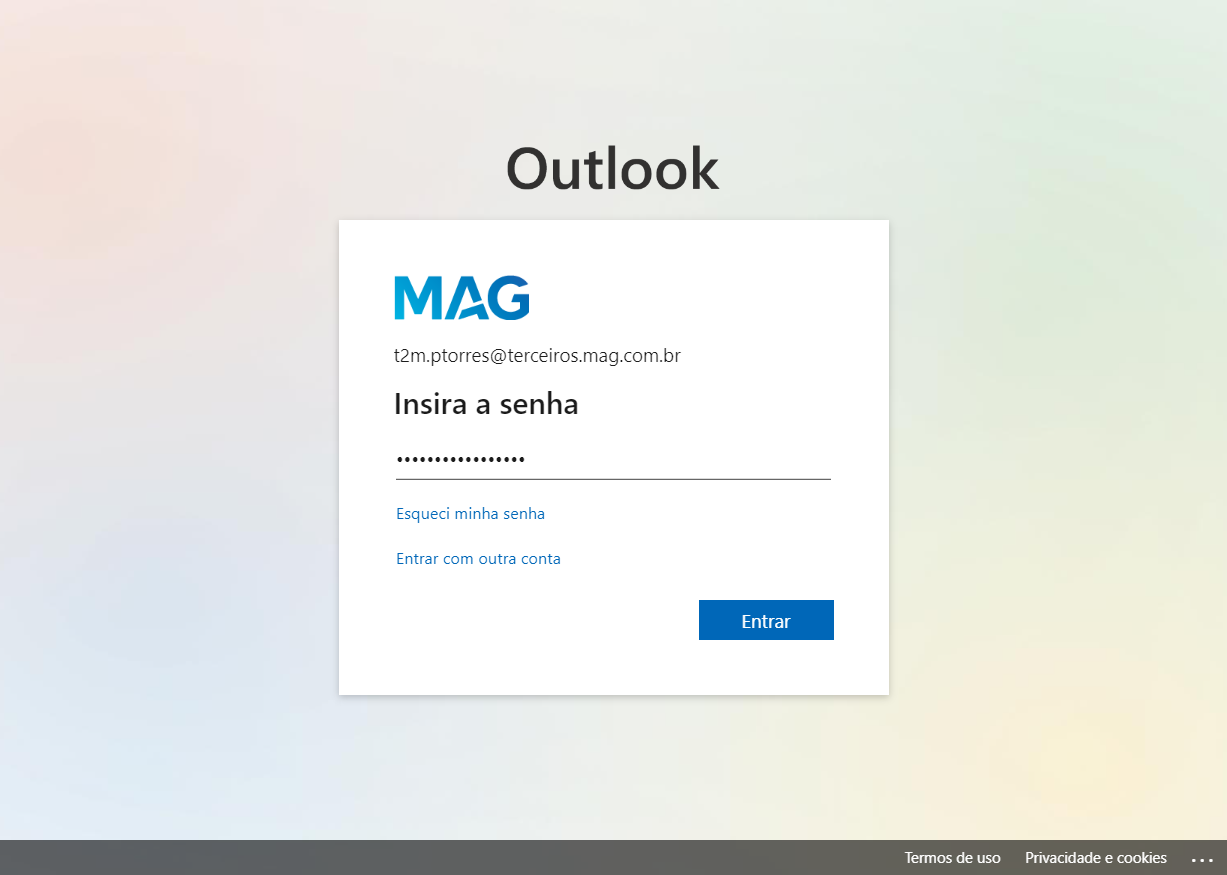 Outlook
MAG
t2m.ptorres@terceiros.mag.com.br
Insira a senha
•••••••••••••••••
Esqueci minha senha
Entrar com outra conta
Entrar
Termos de uso Privacidade e cookies ...